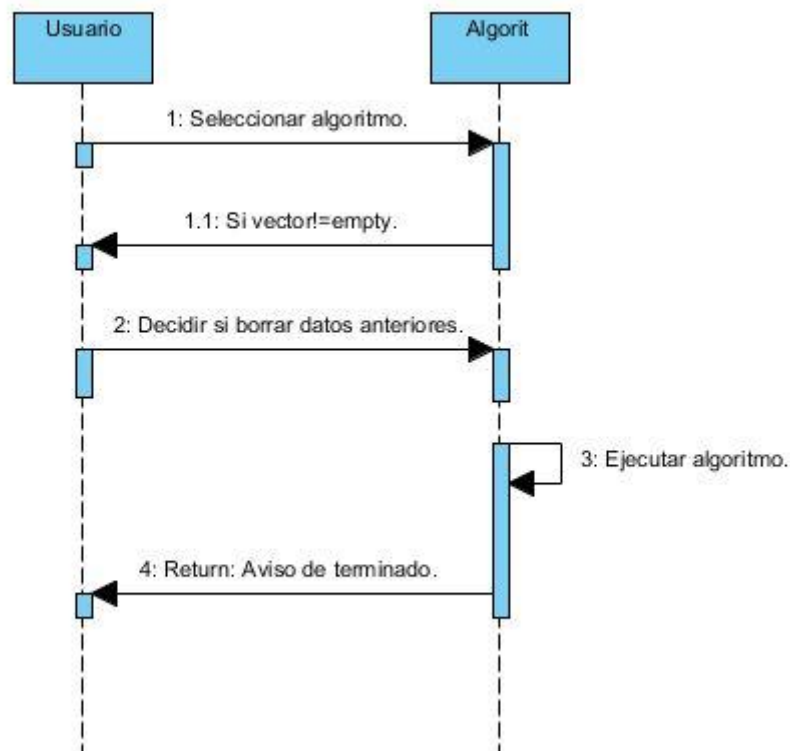 Usuario
Algorit
1: Seleccionar algoritmo.
1.1: Si vector!=empty.
2: Decidir si borrar datos anteriores.
3: Ejecutar algoritmo.
4: Return: Aviso de terminado.